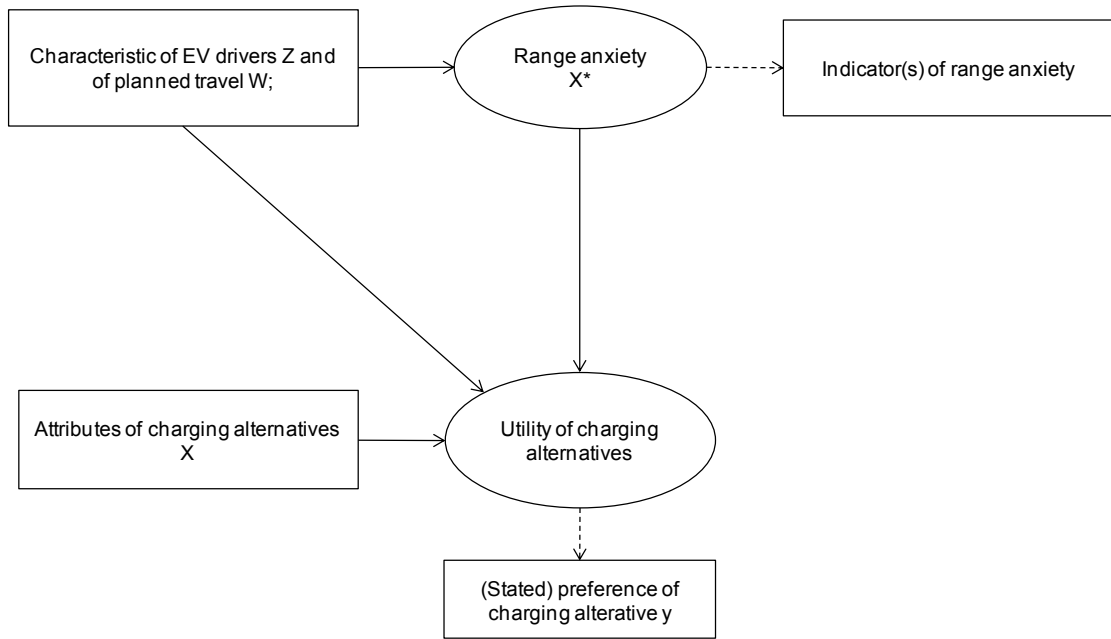 Characteristic of EV drivers Z and
of planned travel W;
Range anxiety
X*
Indicator(s) of range anxiety
Attributes of charging alternatives
X
Utility of charging
alternatives
(Stated) preference of
charging alterative y